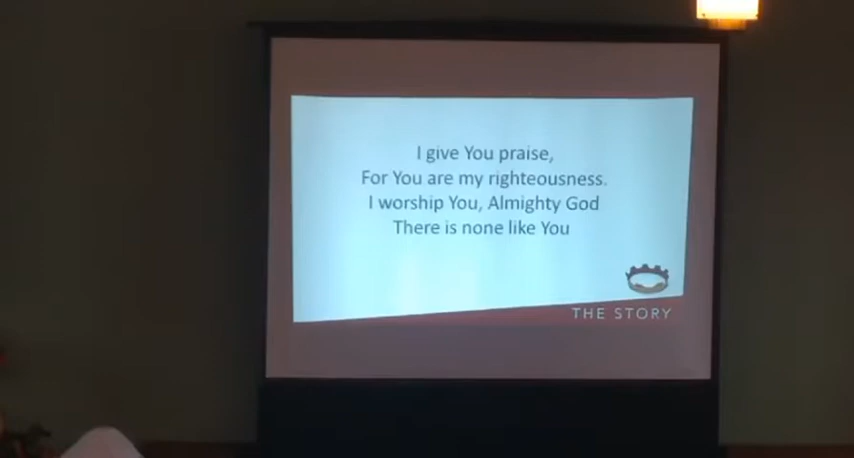 I give You praise,
For You are my righteousness.
I worship You, Almighty God
There is none like You
THE STORY